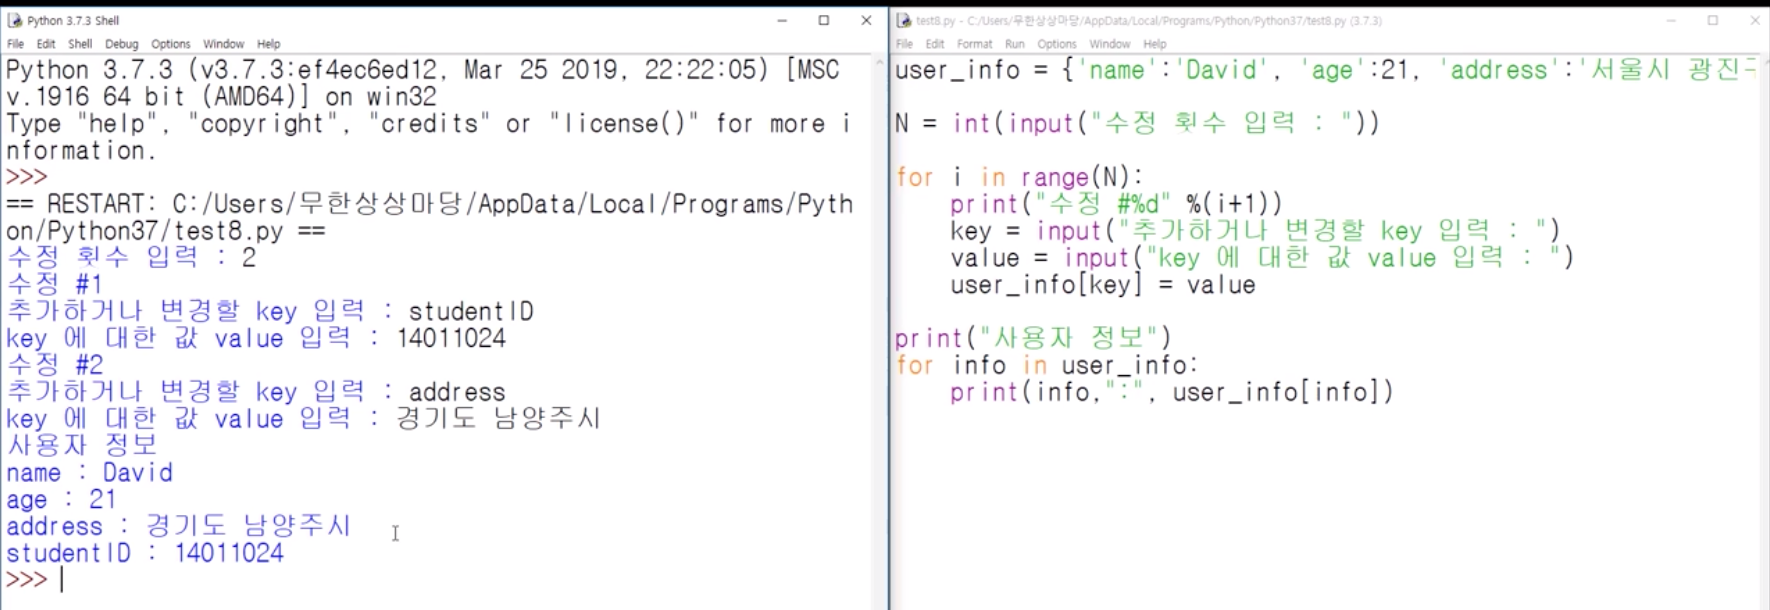 Python 3.7.3 Shell
File Edit Shell Debug Options Window Help
Python 3.7.3 (v3.7.3:ef4ec6ed12, Mar 25 2019, 22:22:05) [MSC
v.1916 64 bit (AMD64)] on win32
Type "help", "copyright", "credits" or "license()" for more i
nformation.
>>>
== RESTART: C:/Users/무한상상마당/AppData/Local/Programs/Pyth
on/Python37/test8.py ==
수정 횟수 입력 : 2
수정 #1
추가하거나 변경할 key 입력 : studentID
key 에 대한 값 value 입력 : 14011024
수정 #2
추가하거나 변경할 key 입력 : address
key 에 대한 값 value 입력 : 경기도 남양주시
사용자 정보
name : David
age : 21
address : 경기도 남양주시
studentID : 14011024
>>>
test8.py - C:/Users/무한상상마당/AppData/Local/Programs/Python/Python37/test8.py (3.7.3)
File Edit Format Run Options Window Help
user_info = {'name':'David', 'age':21, 'address':'서울시 광진
N = int(input("수정 횟수 입력 : "))
for i in range(N):
    print("수정 #%d" %(i+1))
    key = input("추가하거나 변경할 key 입력 : ")
    value = input("key 에 대한 값 value 입력 : ")
    user_info[key] = value
print("사용자 정보")
for info in user_info:
    print(info,":", user_info[info])